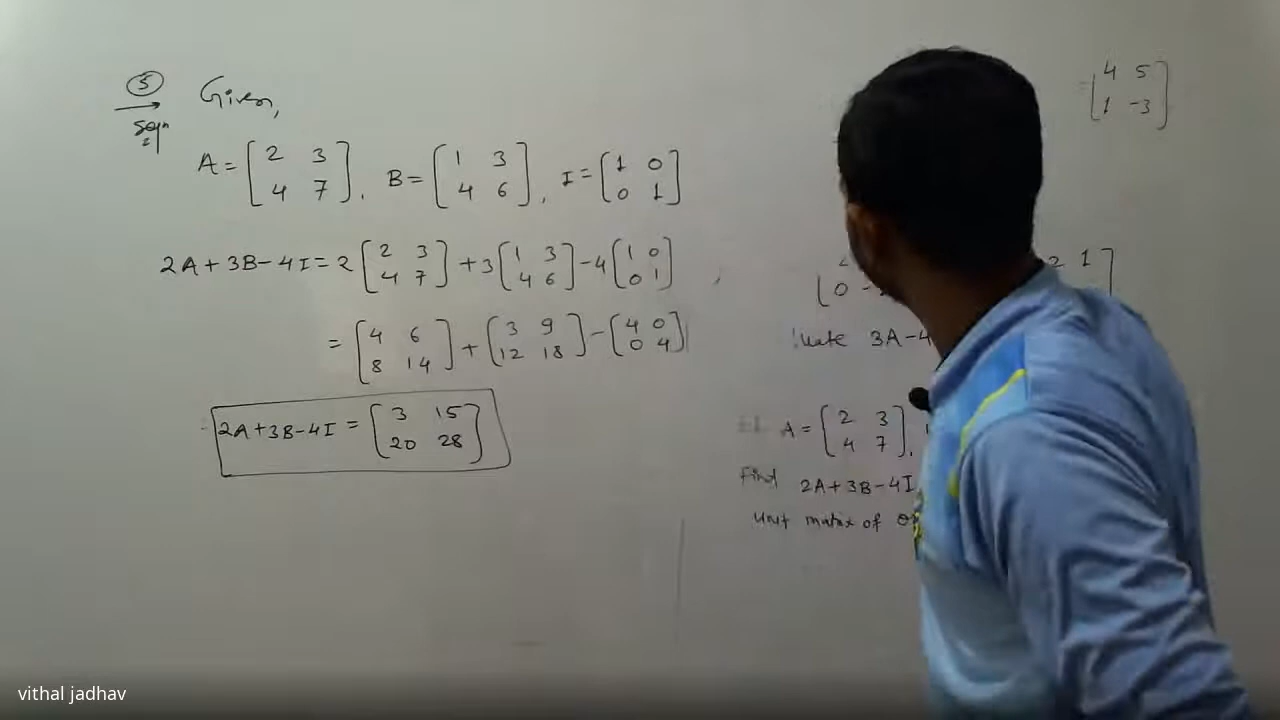 5 Given,
Soln
A = [2 3 4 7], B = [1 3 4 6], I = [1 0 0 1]
2A + 3B - 4I = 2 [2 3 4 7] + 3 [1 3 4 6] - 4 [1 0 0 1]
= [4 6 8 14] + [3 9 12 18] - [4 0 0 4]
2A + 3B - 4I = [3 15 20 28]
= [4 5 1 -3]
2 1
0
3A - 4
A = [2 3 4 7],
Find 2A + 3B - 4I
Unit matrix of
vithal jadhav